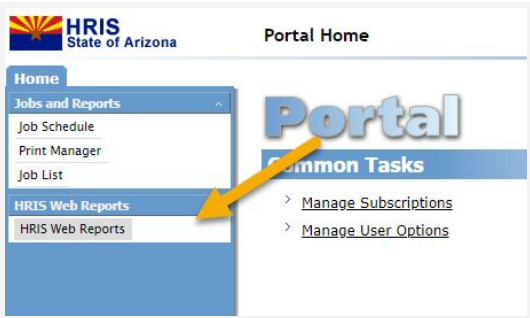 HRIS
State of Arizona
Portal Home
Home
Jobs and Reports
Job Schedule
Print Manager
Job List
HRIS Web Reports
HRIS Web Reports
Portal
Common Tasks
Manage Subscriptions
Manage User Options